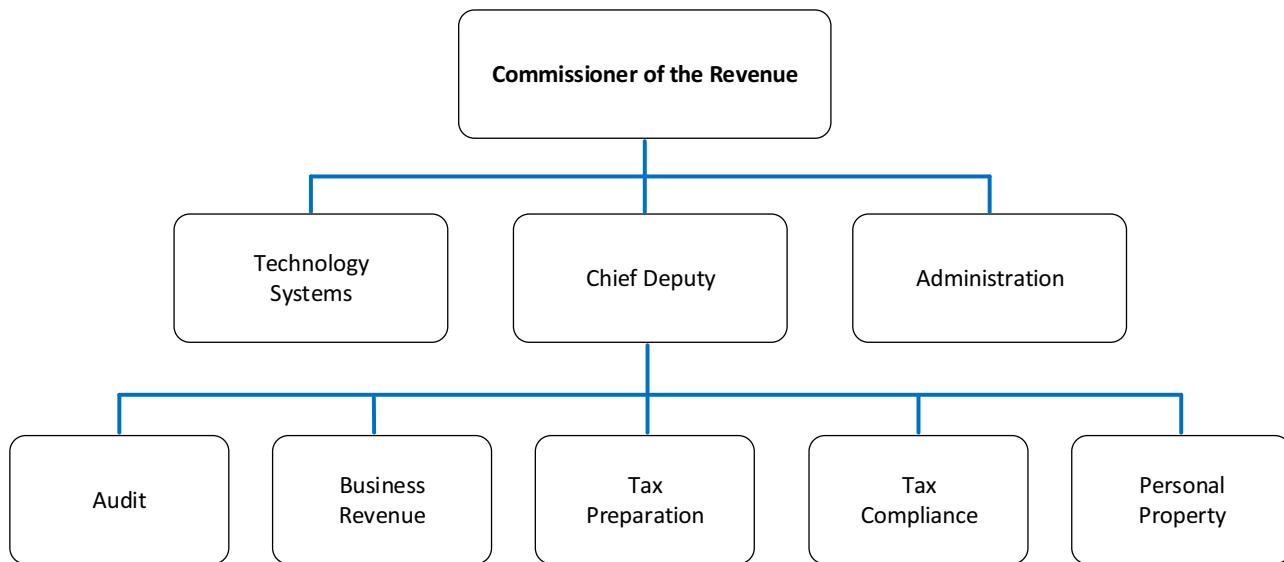 Commissioner of the Revenue
Technology
Systems
Chief Deputy
Administration
Audit
Business
Revenue
Tax
Preparation
Tax
Compliance
Personal
Property